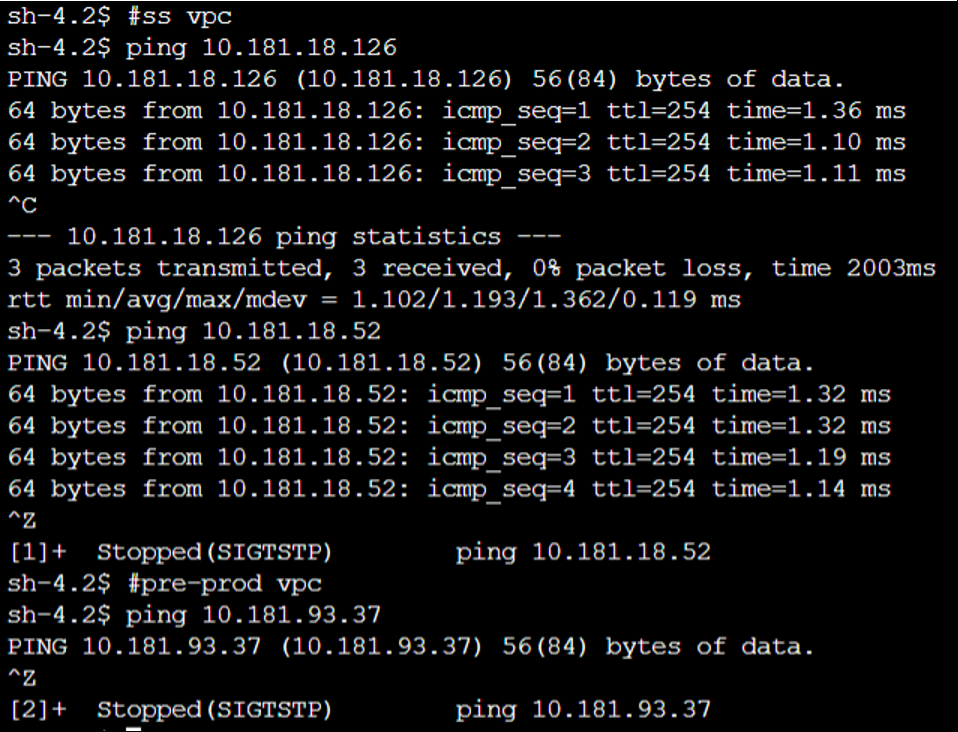 sh-4.2$ #ss vpc
sh-4.2$ ping 10.181.18.126
PING 10.181.18.126 (10.181.18.126) 56(84) bytes of data.
64 bytes from 10.181.18.126: icmp_seq=1 ttl=254 time=1.36 ms
64 bytes from 10.181.18.126: icmp_seq=2 ttl=254 time=1.10 ms
64 bytes from 10.181.18.126: icmp_seq=3 ttl=254 time=1.11 ms
^C
--- 10.181.18.126 ping statistics ---
3 packets transmitted, 3 received, 0% packet loss, time 2003ms
rtt min/avg/max/mdev = 1.102/1.193/1.362/0.119 ms
sh-4.2$ ping 10.181.18.52
PING 10.181.18.52 (10.181.18.52) 56(84) bytes of data.
64 bytes from 10.181.18.52: icmp_seq=1 ttl=254 time=1.32 ms
64 bytes from 10.181.18.52: icmp_seq=2 ttl=254 time=1.32 ms
64 bytes from 10.181.18.52: icmp_seq=3 ttl=254 time=1.19 ms
64 bytes from 10.181.18.52: icmp_seq=4 ttl=254 time=1.14 ms
^Z
[1]+  Stopped(SIGTSTP)        ping 10.181.18.52
sh-4.2$ #pre-prod vpc
sh-4.2$ ping 10.181.93.37
PING 10.181.93.37 (10.181.93.37) 56(84) bytes of data.
^Z
[2]+  Stopped(SIGTSTP)        ping 10.181.93.37